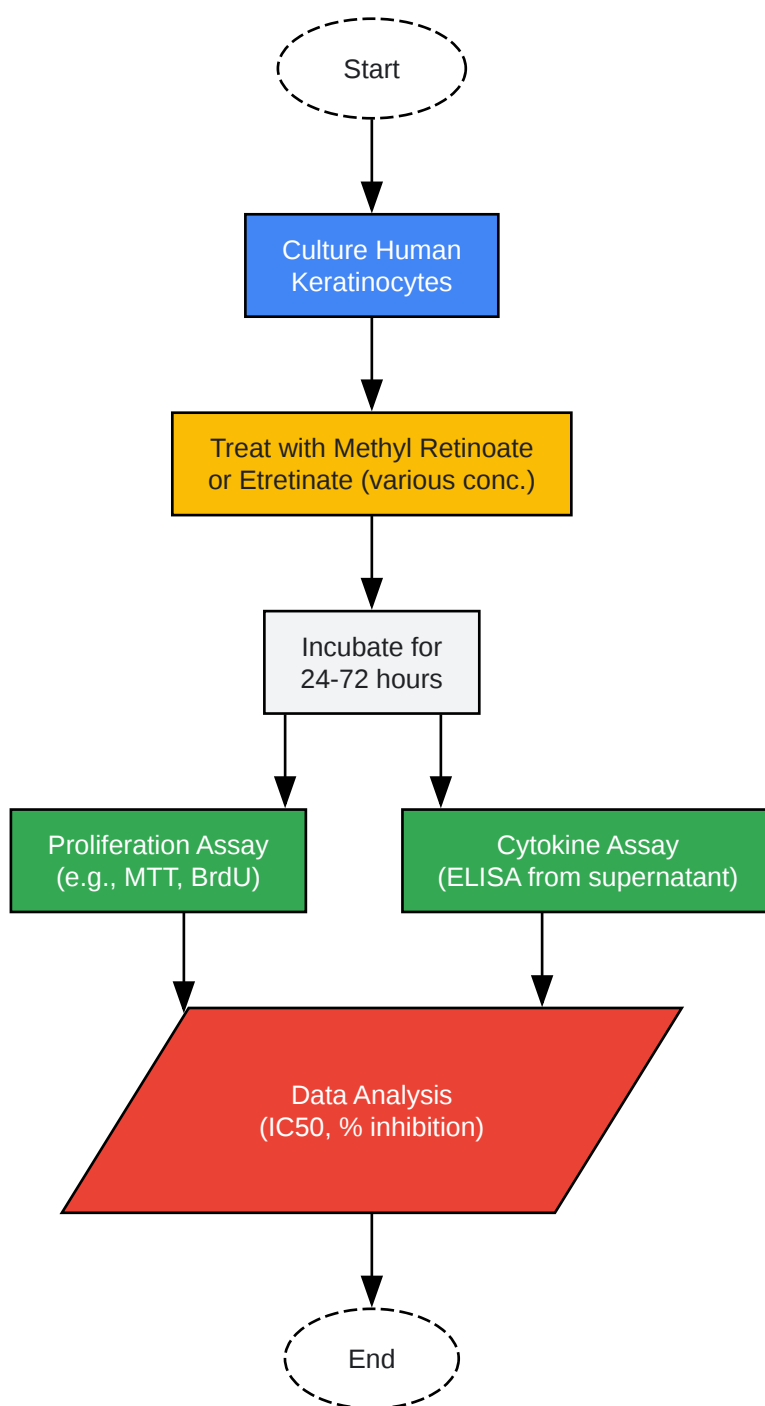 Start
Culture Human
Keratinocytes
Treat with Methyl Retinoate
or Etretinate (various conc.)
Incubate for
24-72 hours
Proliferation Assay
(e.g., MTT, BrdU)
Cytokine Assay
(ELISA from supernatant)
Data Analysis
(IC50, % inhibition)
End